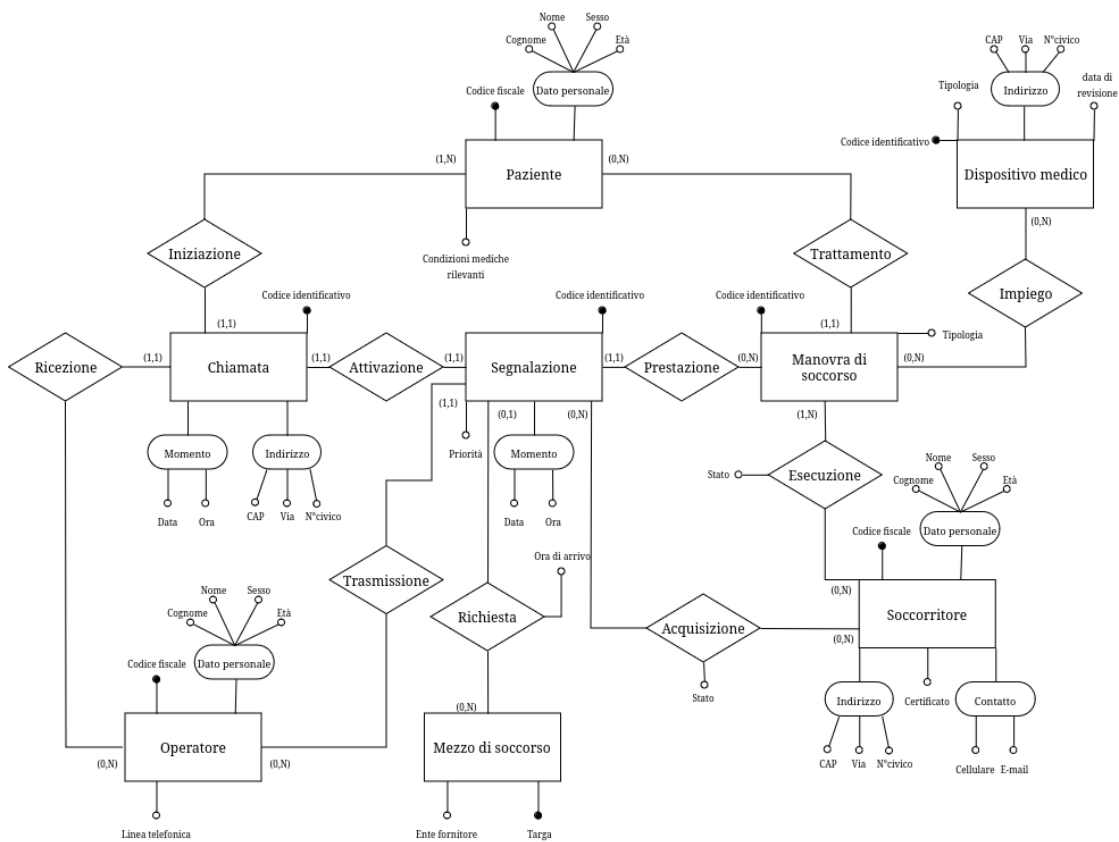 Nome
Sesso
Cognome
Età
Codice fiscale
Dato personale
(1,N)
Paziente
(0,N)
Condizioni mediche
rilevanti
CAP
Via
N°civico
Tipologia
Indirizzo
data di
revisione
Codice identificativo
Dispositivo medico
(0,N)
Iniziazione
Trattamento
Impiego
Codice identificativo
Codice identificativo
Codice identificativo
(1,1)
(1,1)
Tipologia
Ricezione
(1,1)
Chiamata
(1,1)
Attivazione
(1,1)
Segnalazione
(1,1)
Prestazione
(0,N)
Manovra di
soccorso
(0,N)
(1,1)
Priorità
(0,1)
(0,N)
(1,N)
Momento
Data
Ora
Indirizzo
CAP
Via
N°civico
Momento
Data
Ora
Stato
Esecuzione
Nome
Sesso
Cognome
Età
Codice fiscale
Dato personale
Trasmissione
Ora di arrivo
Richiesta
Acquisizione
Stato
(0,N)
Soccorritore
(0,N)
Indirizzo
Certificato
Contatto
CAP
Via
N°civico
Cellulare
E-mail
Nome
Sesso
Cognome
Età
Codice fiscale
Dato personale
(0,N)
Operatore
(0,N)
Linea telefonica
(0,N)
Mezzo di soccorso
Ente fornitore
Targa